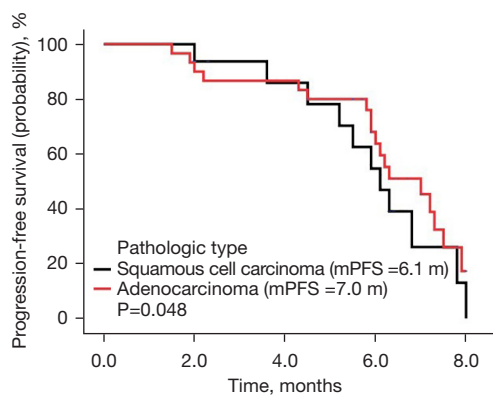 Progression-free survival (probability), %
100
80
60
40
20
0
Pathologic type
Squamous cell carcinoma (mPFS =6.1 m)
Adenocarcinoma (mPFS =7.0 m)
P=0.048
0.0 2.0 4.0 6.0 8.0
Time, months